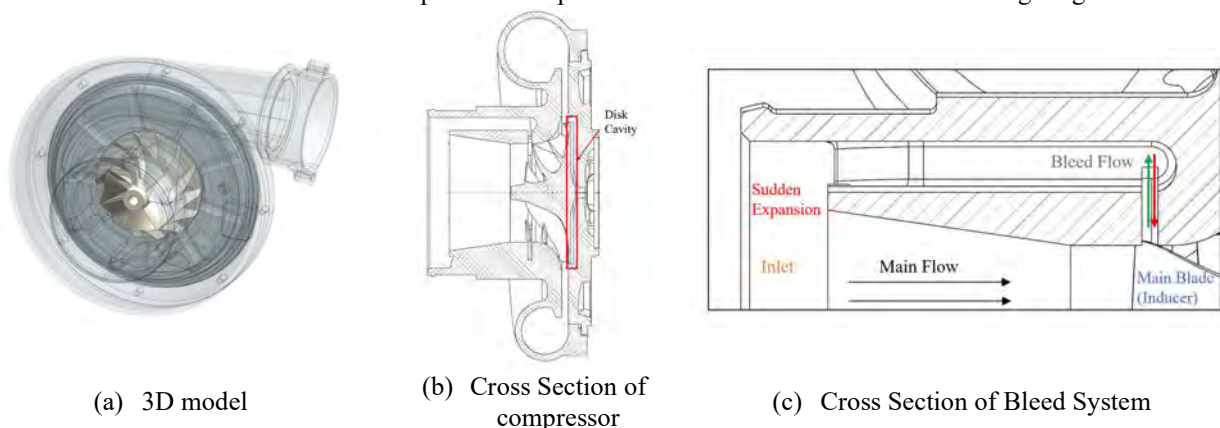 Disk
Cavity
Bleed Flow
Sudden
Expansion
Inlet
Main Flow
Main Blade
(Inducer)
(a) 3D model
(b) Cross Section of
compressor
(c) Cross Section of Bleed System